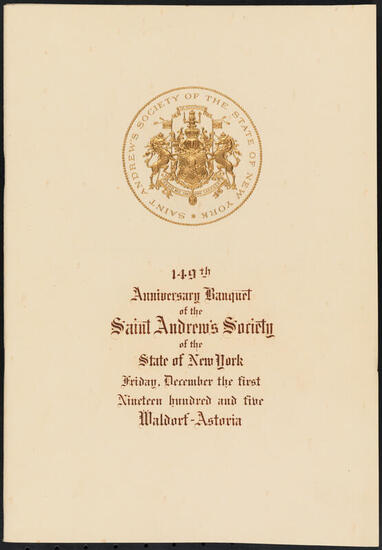 SAINT ANDREW'S SOCIETY OF THE STATE OF NEW YORK
149th
Anniversary Banquet
of the
Saint Andrew's Society
of the
State of New York
Friday, December the first
Nineteen hundred and five
Waldorf-Astoria